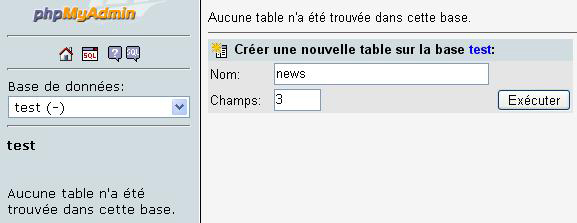 phpMyAdmin
SQL
? SQL
Base de données:
test (-)
test
Aucune table n'a été
trouvée dans cette base.
Aucune table n'a été trouvée dans cette base.
Créer une nouvelle table sur la base test:
Nom: news
Champs: 3 Exécuter